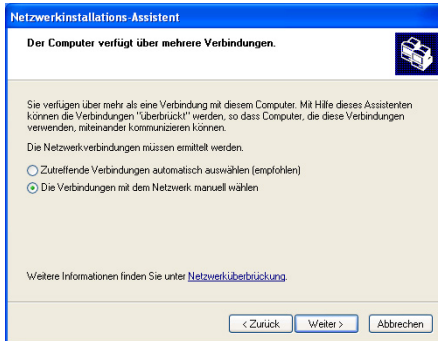 Netzwerkinstallations-Assistent
Der Computer verfügt über mehrere Verbindungen.
Sie verfügen über mehr als eine Verbindung mit diesem Computer. Mit Hilfe dieses Assistenten
können die Verbindungen "überbrückt" werden, so dass Computer, die diese Verbindungen
verwenden, miteinander kommunizieren können.
Die Netzwerkverbindungen müssen ermittelt werden.
Zutreffende Verbindungen automatisch auswählen (empfohlen)
Die Verbindungen mit dem Netzwerk manuell wählen
Weitere Informationen finden Sie unter Netzwerküberbrückung.
< Zurück Weiter > Abbrechen